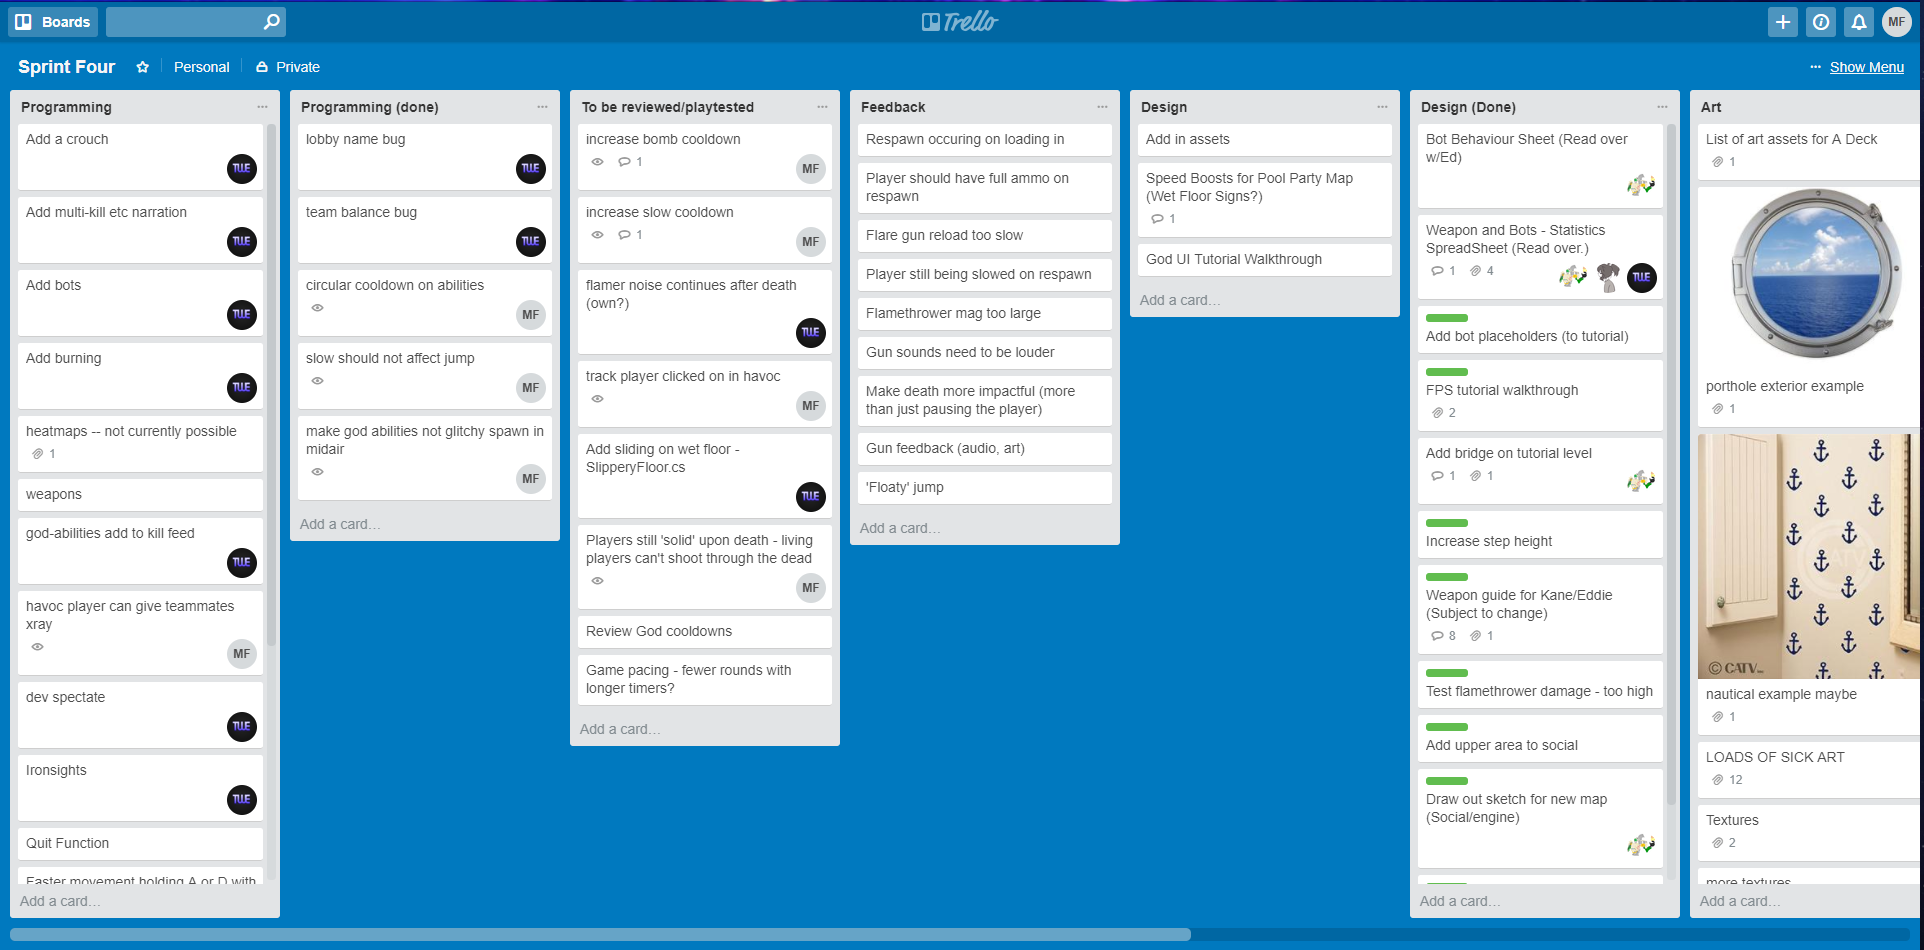 Boards
Trello
MF
Sprint Four
Personal
Private
... Show Menu
Programming
Add a crouch
TWE
Add multi-kill etc narration
TWE
Add bots
TWE
Add burning
TWE
heatmaps -- not currently possible
1
weapons
god-abilities add to kill feed
TWE
havoc player can give teammates
xray
MF
dev spectate
TWE
Ironsights
TWE
Quit Function
Faster movement holding A or D with
Add a card...
Programming (done)
lobby name bug
TWE
team balance bug
TWE
circular cooldown on abilities
MF
slow should not affect jump
MF
make god abilities not glitchy spawn in
midair
MF
Add a card...
To be reviewed/playtested
increase bomb cooldown
1
MF
increase slow cooldown
1
MF
flamer noise continues after death
(own?)
TWE
track player clicked on in havoc
MF
Add sliding on wet floor -
SlipperyFloor.cs
TWE
Players still 'solid' upon death - living
players can't shoot through the dead
MF
Review God cooldowns
Game pacing - fewer rounds with
longer timers?
Add a card...
Feedback
Respawn occuring on loading in
Player should have full ammo on
respawn
Flare gun reload too slow
Player still being slowed on respawn
Flamethrower mag too large
Gun sounds need to be louder
Make death more impactful (more
than just pausing the player)
Gun feedback (audio, art)
'Floaty' jump
Add a card...
Design
Add in assets
Speed Boosts for Pool Party Map
(Wet Floor Signs?)
1
God UI Tutorial Walkthrough
Add a card...
Design (Done)
Bot Behaviour Sheet (Read over
w/Ed)
Weapon and Bots - Statistics
SpreadSheet (Read over.)
1 4
TWE
Add bot placeholders (to tutorial)
FPS tutorial walkthrough
2
Add bridge on tutorial level
1 1
Increase step height
Weapon guide for Kane/Eddie
(Subject to change)
8 1
Test flamethrower damage - too high
Add upper area to social
Draw out sketch for new map
(Social/engine)
Add a card...
Art
List of art assets for A Deck
1
porthole exterior example
1
CATV
© CATV
nautical example maybe
1
LOADS OF SICK ART
12
Textures
2
more textures
Add a card...